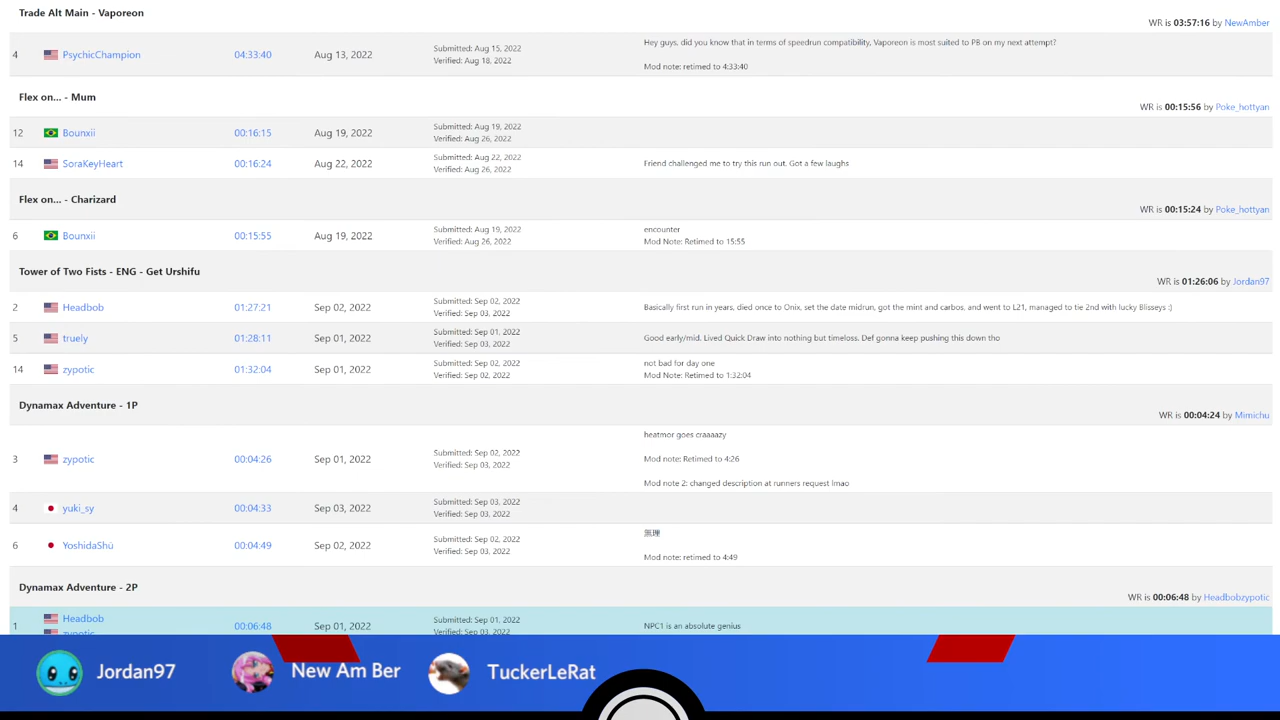 Trade Alt Main - Vaporeon
WR is 03:57:16 by NewAmber
4 PsychicChampion 04:33:40 Aug 13, 2022 Submitted: Aug 15, 2022 Hey guys, did you know that in terms of speedrun compatibility, Vaporeon is most suited to PB on my next attempt?
Verified: Aug 18, 2022 Mod note: retimed to 4:33:40
Flex on... - Mum
WR is 00:15:56 by Poke_hottyan
12 Bounxii 00:16:15 Aug 19, 2022 Submitted: Aug 19, 2022
Verified: Aug 26, 2022
14 SoraKeyHeart 00:16:24 Aug 22, 2022 Submitted: Aug 22, 2022 Friend challenged me to try this run out. Got a few laughs
Verified: Aug 26, 2022
Flex on... - Charizard
WR is 00:15:24 by Poke_hottyan
6 Bounxii 00:15:55 Aug 19, 2022 Submitted: Aug 19, 2022 encounter
Verified: Aug 26, 2022 Mod Note: Retimed to 15:55
Tower of Two Fists - ENG - Get Urshifu
WR is 01:26:06 by Jordan97
2 Headbob 01:27:21 Sep 02, 2022 Submitted: Sep 02, 2022 Basically first run in years, died once to Onix, set the date midrun, got the mint and carbos, and went to L21, managed to tie 2nd with lucky Blisseys :)
Verified: Sep 03, 2022
5 truely 01:28:11 Sep 01, 2022 Submitted: Sep 01, 2022 Good early/mid. Lived Quick Draw into nothing but timeloss. Def gonna keep pushing this down tho
Verified: Sep 03, 2022
14 zypotic 01:32:04 Sep 01, 2022 Submitted: Sep 02, 2022 not bad for day one
Verified: Sep 02, 2022 Mod Note: Retimed to 1:32:04
Dynamax Adventure - 1P
WR is 00:04:24 by Mimichu
heatmor goes craaaazy
3 zypotic 00:04:26 Sep 01, 2022 Submitted: Sep 02, 2022 Mod note: Retimed to 4:26
Verified: Sep 03, 2022
Mod note 2: changed description at runners request lmao
4 yuki_sy 00:04:33 Sep 03, 2022 Submitted: Sep 03, 2022
Verified: Sep 03, 2022
無理
6 YoshidaShū 00:04:49 Sep 02, 2022 Submitted: Sep 02, 2022
Verified: Sep 03, 2022 Mod note: retimed to 4:49
Dynamax Adventure - 2P
WR is 00:06:48 by Headbobzypotic
1 Headbob 00:06:48 Sep 01, 2022 Submitted: Sep 01, 2022 NPC1 is an absolute genius
zypotic Verified: Sep 03, 2022
Jordan97 New Am Ber TuckerLeRat